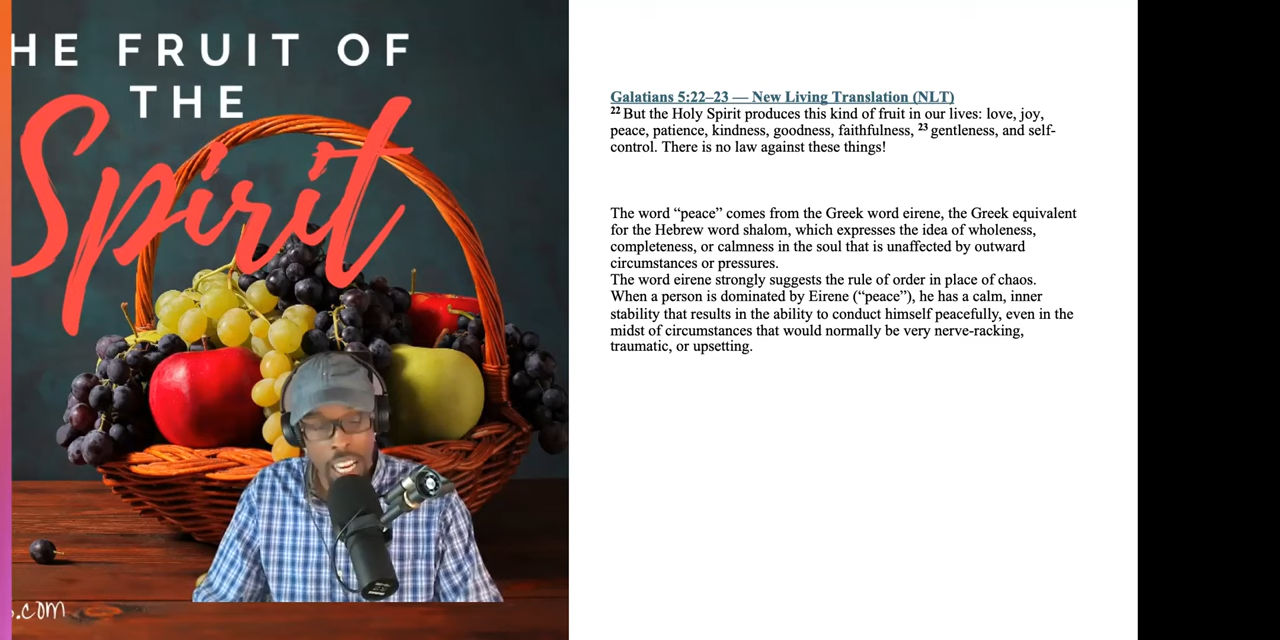 HE FRUIT OF
THE
Spirit
.com
Galatians 5:22–23 — New Living Translation (NLT)
22 But the Holy Spirit produces this kind of fruit in our lives: love, joy,
peace, patience, kindness, goodness, faithfulness, 23 gentleness, and self-
control. There is no law against these things!
The word “peace” comes from the Greek word eirene, the Greek equivalent
for the Hebrew word shalom, which expresses the idea of wholeness,
completeness, or calmness in the soul that is unaffected by outward
circumstances or pressures.
The word eirene strongly suggests the rule of order in place of chaos.
When a person is dominated by Eirene (“peace”), he has a calm, inner
stability that results in the ability to conduct himself peacefully, even in the
midst of circumstances that would normally be very nerve-racking,
traumatic, or upsetting.